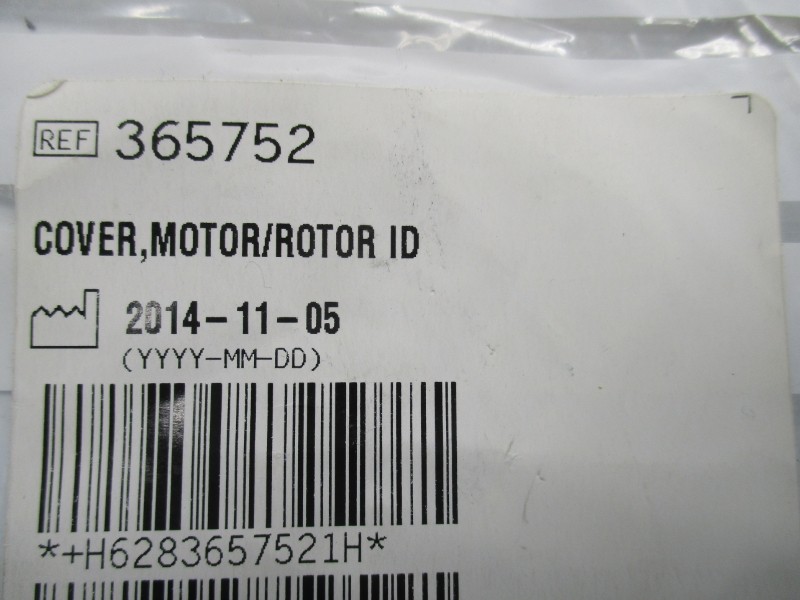 REF 365752
COVER,MOTOR/ROTOR ID
2014-11-05
(YYYY-MM-DD)
*+H6283657521H*